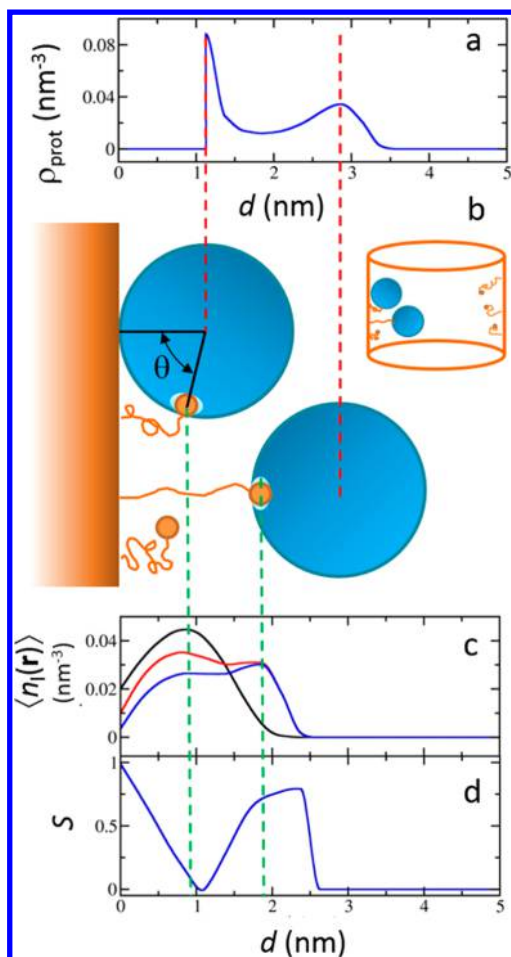 a
0.08
0.04
0
ρprot (nm-3)
0 1 2 3 4 5
d (nm)
b
θ
c
0.04
0.02
0
⟨nl(r)⟩
(nm-3)
d
1
0.5
0
S
0 1 2 3 4 5
d (nm)